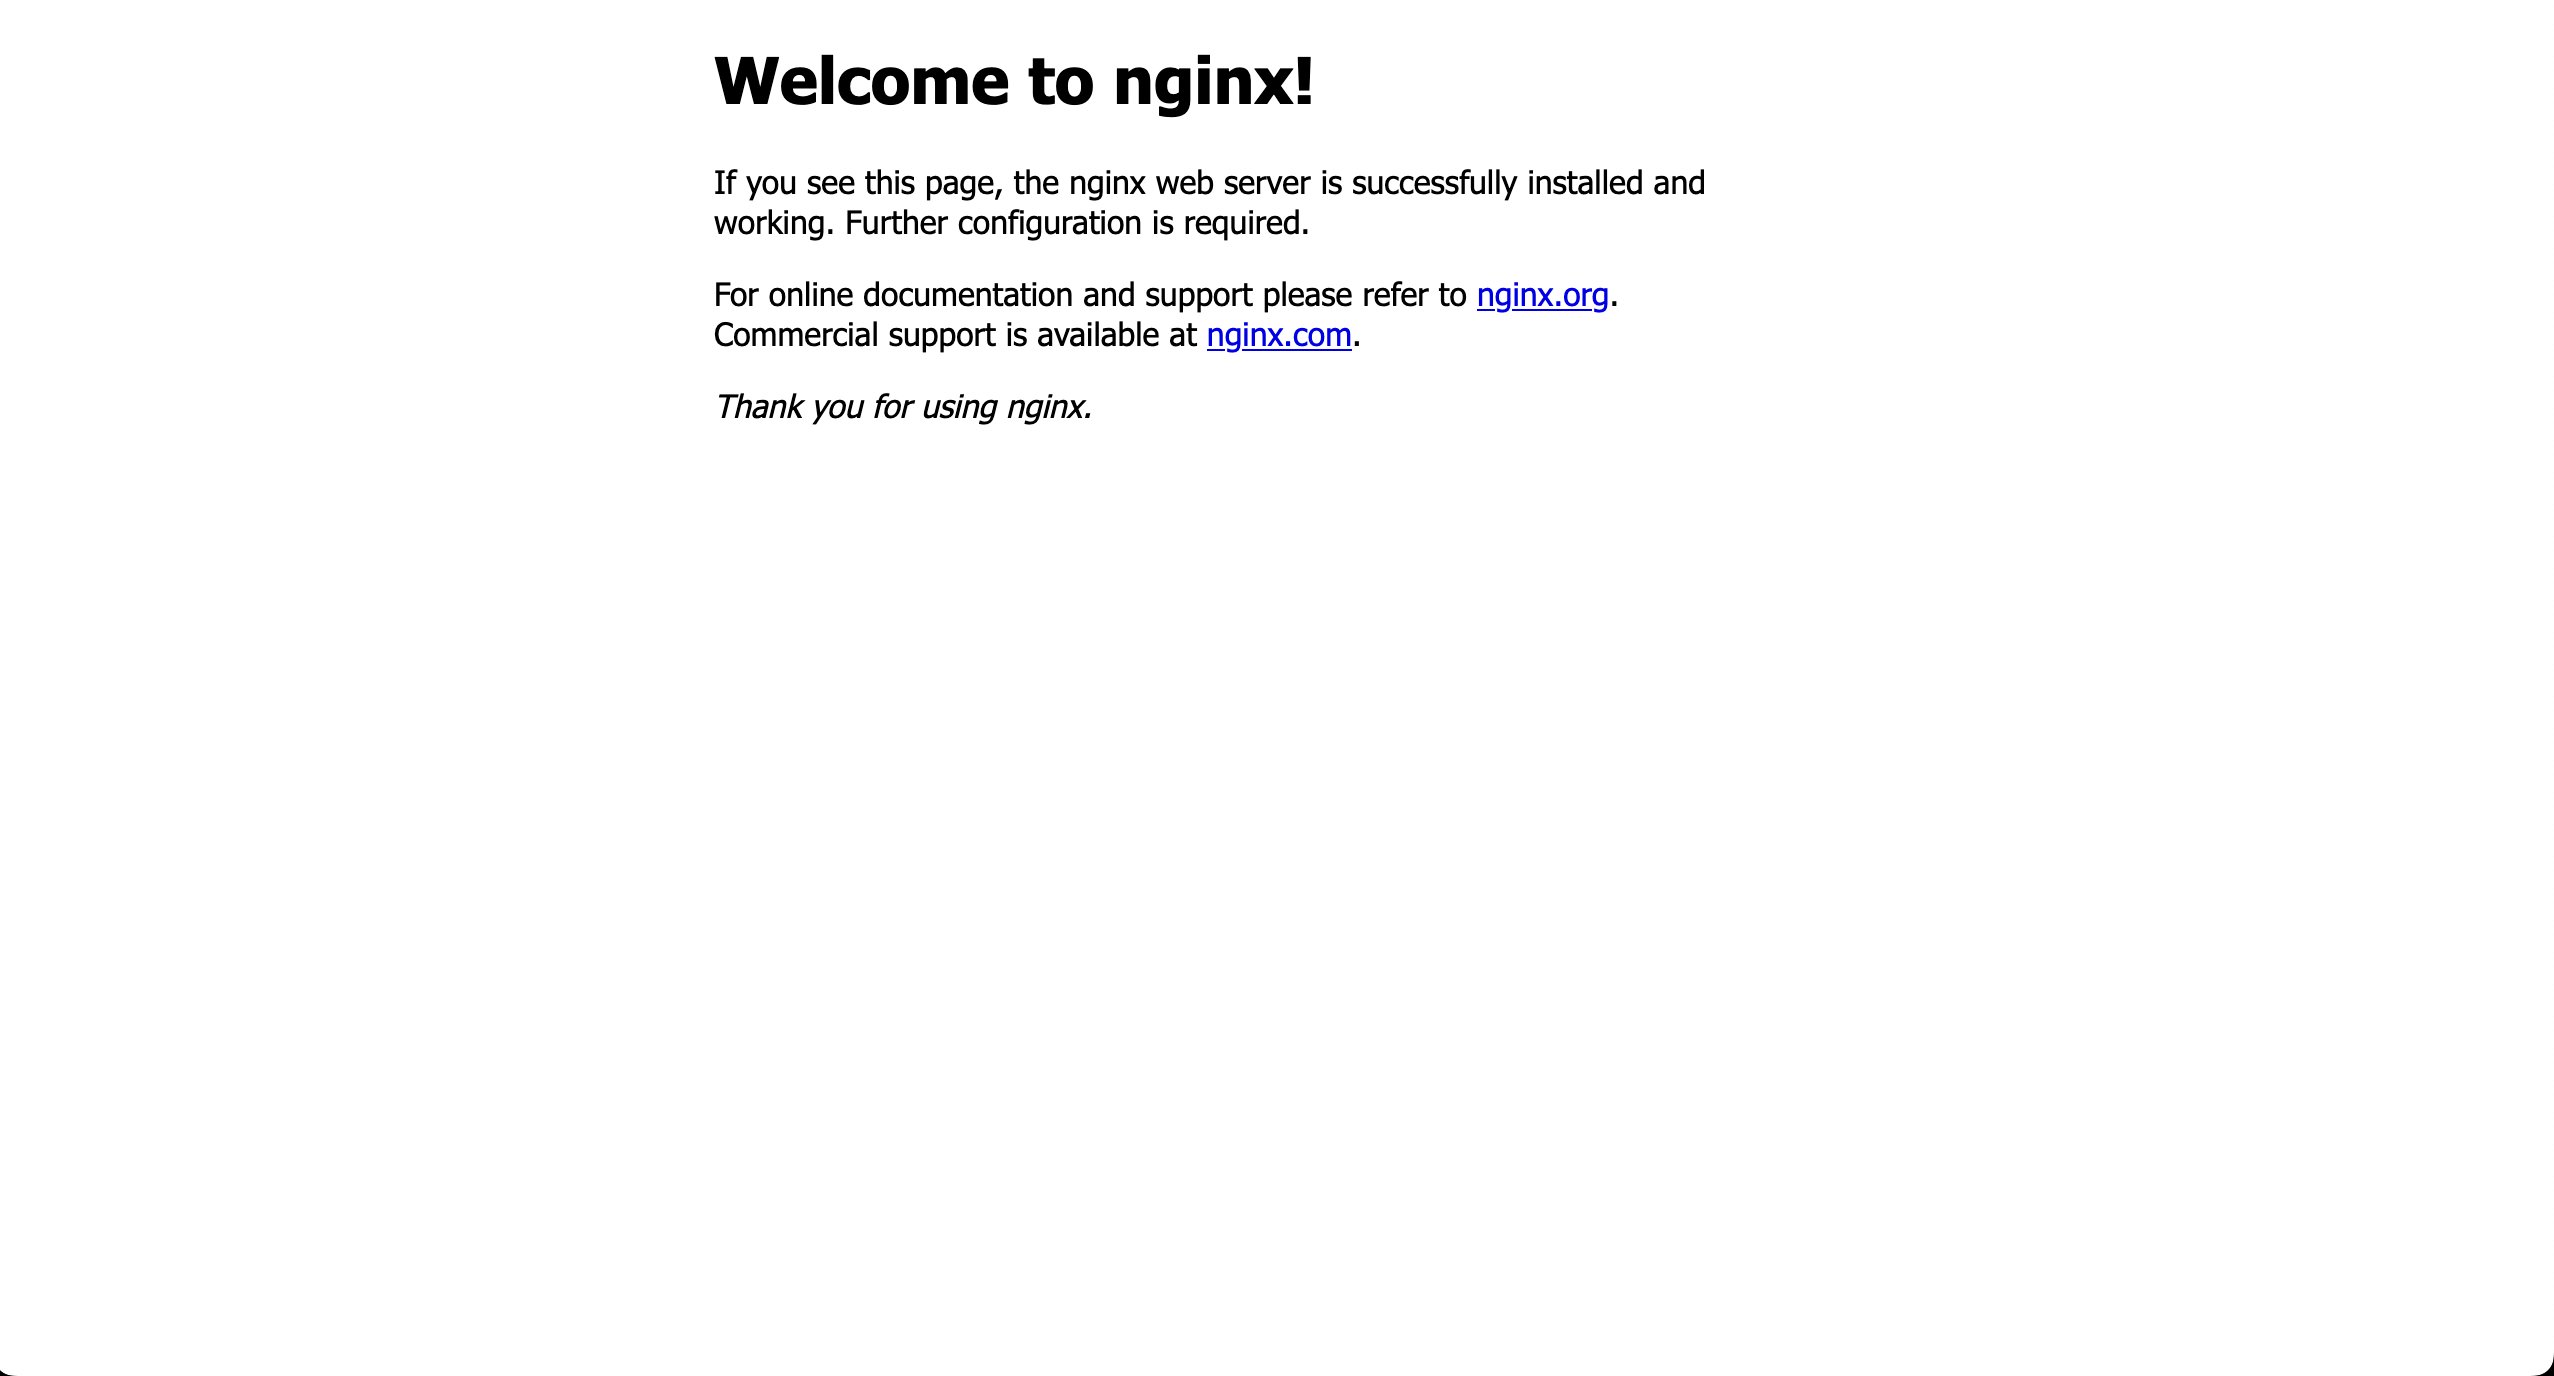 Welcome to nginx!
If you see this page, the nginx web server is successfully installed and
working. Further configuration is required.
For online documentation and support please refer to nginx.org.
Commercial support is available at nginx.com.
Thank you for using nginx.